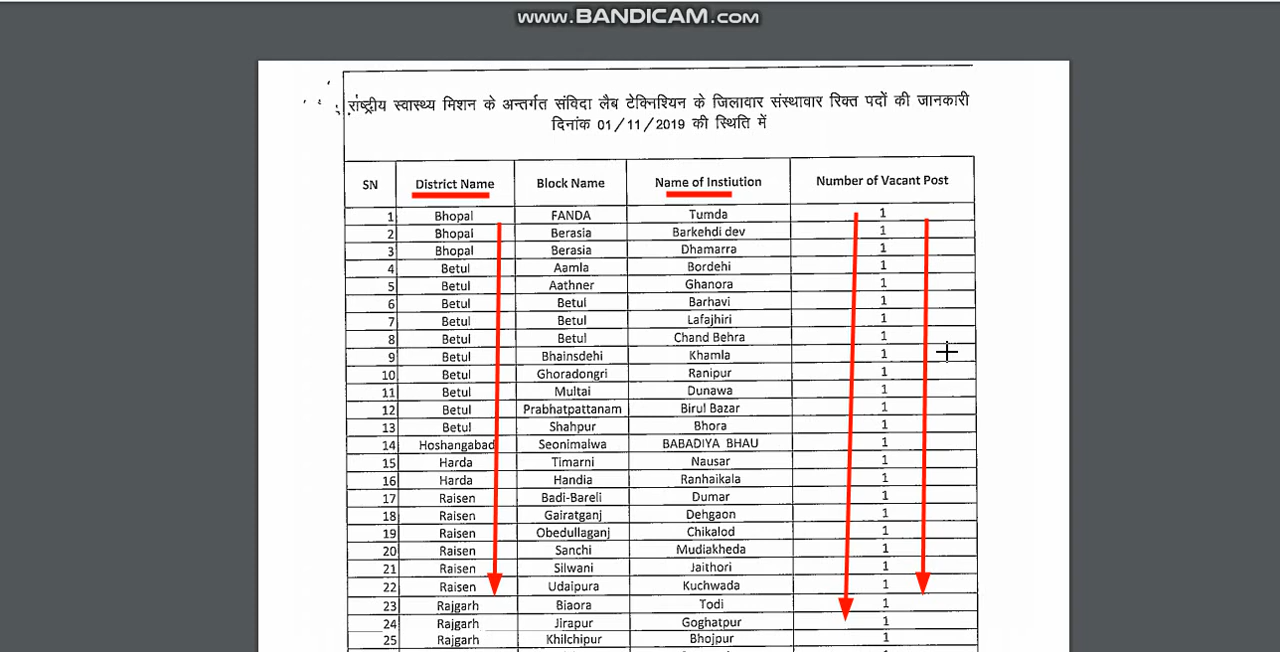 www.BANDICAM.com
राष्ट्रीय स्वास्थ्य मिशन के अन्तर्गत संविदा लैब टेक्निशियन के जिलावार संस्थावार रिक्त पदों की जानकारी
दिनांक 01/11/2019 की स्थिति में
SN District Name Block Name Name of Instiution Number of Vacant Post
1 Bhopal FANDA Tumda 1
2 Bhopal Berasia Barkehdi dev 1
3 Bhopal Berasia Dhamarra 1
4 Betul Aamla Bordehi 1
5 Betul Aathner Ghanora 1
6 Betul Betul Barhavi 1
7 Betul Betul Lafajhiri 1
8 Betul Betul Chand Behra 1
9 Betul Bhainsdehi Khamla 1
10 Betul Ghoradongri Ranipur 1
11 Betul Multai Dunawa 1
12 Betul Prabhatpattanam Birul Bazar 1
13 Betul Shahpur Bhora 1
14 Hoshangabad Seonimalwa BABADIYA BHAU 1
15 Harda Timarni Nausar 1
16 Harda Handia Ranhaikala 1
17 Raisen Badi-Bareli Dumar 1
18 Raisen Gairatganj Dehgaon 1
19 Raisen Obedullaganj Chikalod 1
20 Raisen Sanchi Mudiakheda 1
21 Raisen Silwani Jaithori 1
22 Raisen Udaipura Kuchwada 1
23 Rajgarh Biaora Todi 1
24 Rajgarh Jirapur Goghatpur 1
25 Rajgarh Khilchipur Bhojpur 1